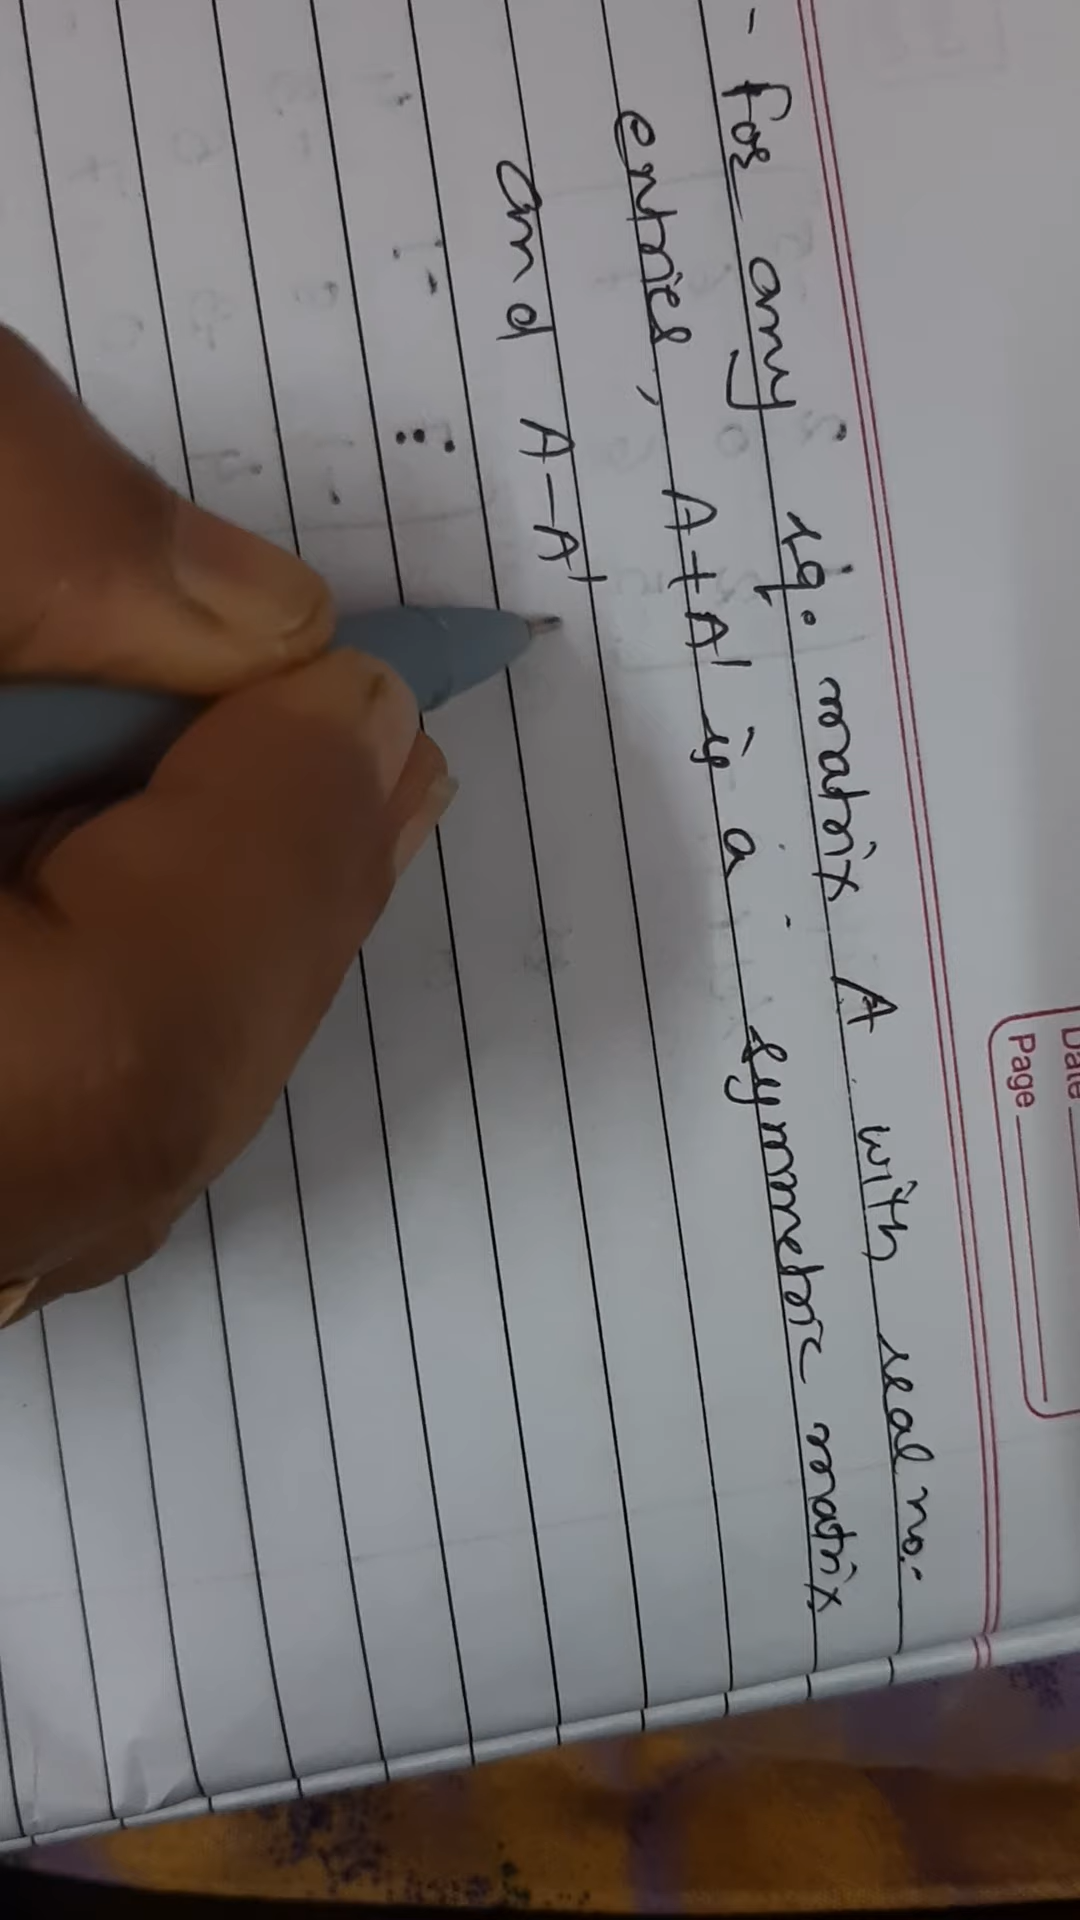 Date
Page
- for any sq. matrix A with real no.
entries, A+A' is a symmetric matrix
and A-A'